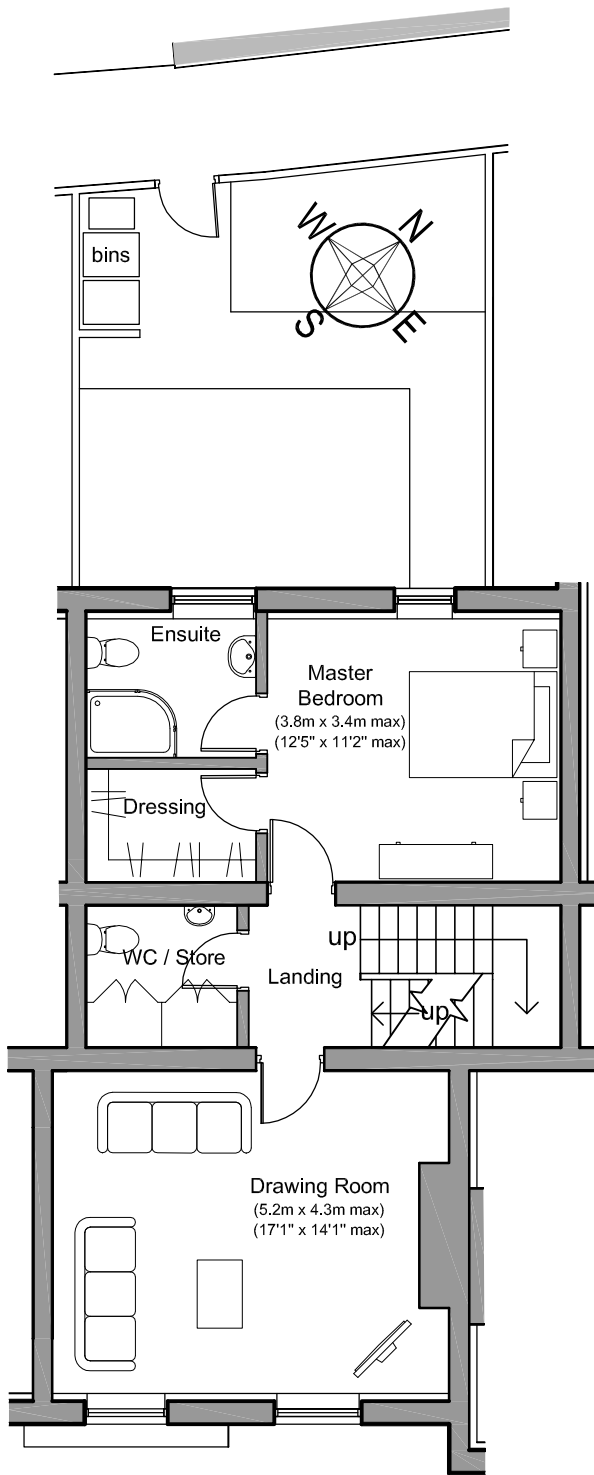 W
N
S
E
bins
Ensuite
Master
Bedroom
(3.8m x 3.4m max)
(12'5" x 11'2" max)
Dressing
WC / Store
up
Landing
up
Drawing Room
(5.2m x 4.3m max)
(17'1" x 14'1" max)